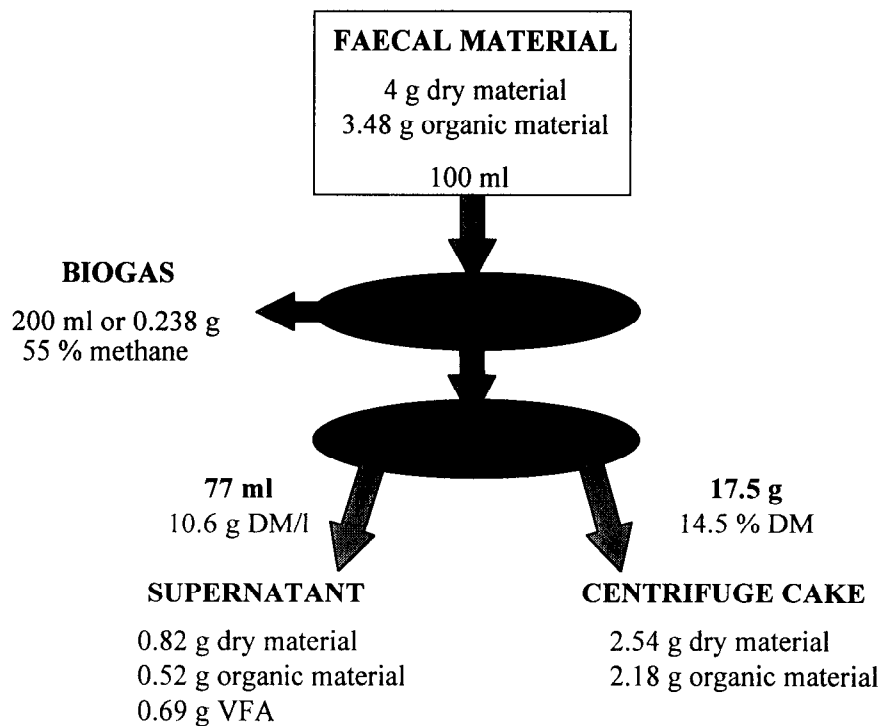 FAECAL MATERIAL
4 g dry material
3.48 g organic material
100 ml
BIOGAS
200 ml or 0.238 g
55 % methane
77 ml
10.6 g DM/l
17.5 g
14.5 % DM
SUPERNATANT
0.82 g dry material
0.52 g organic material
0.69 g VFA
CENTRIFUGE CAKE
2.54 g dry material
2.18 g organic material